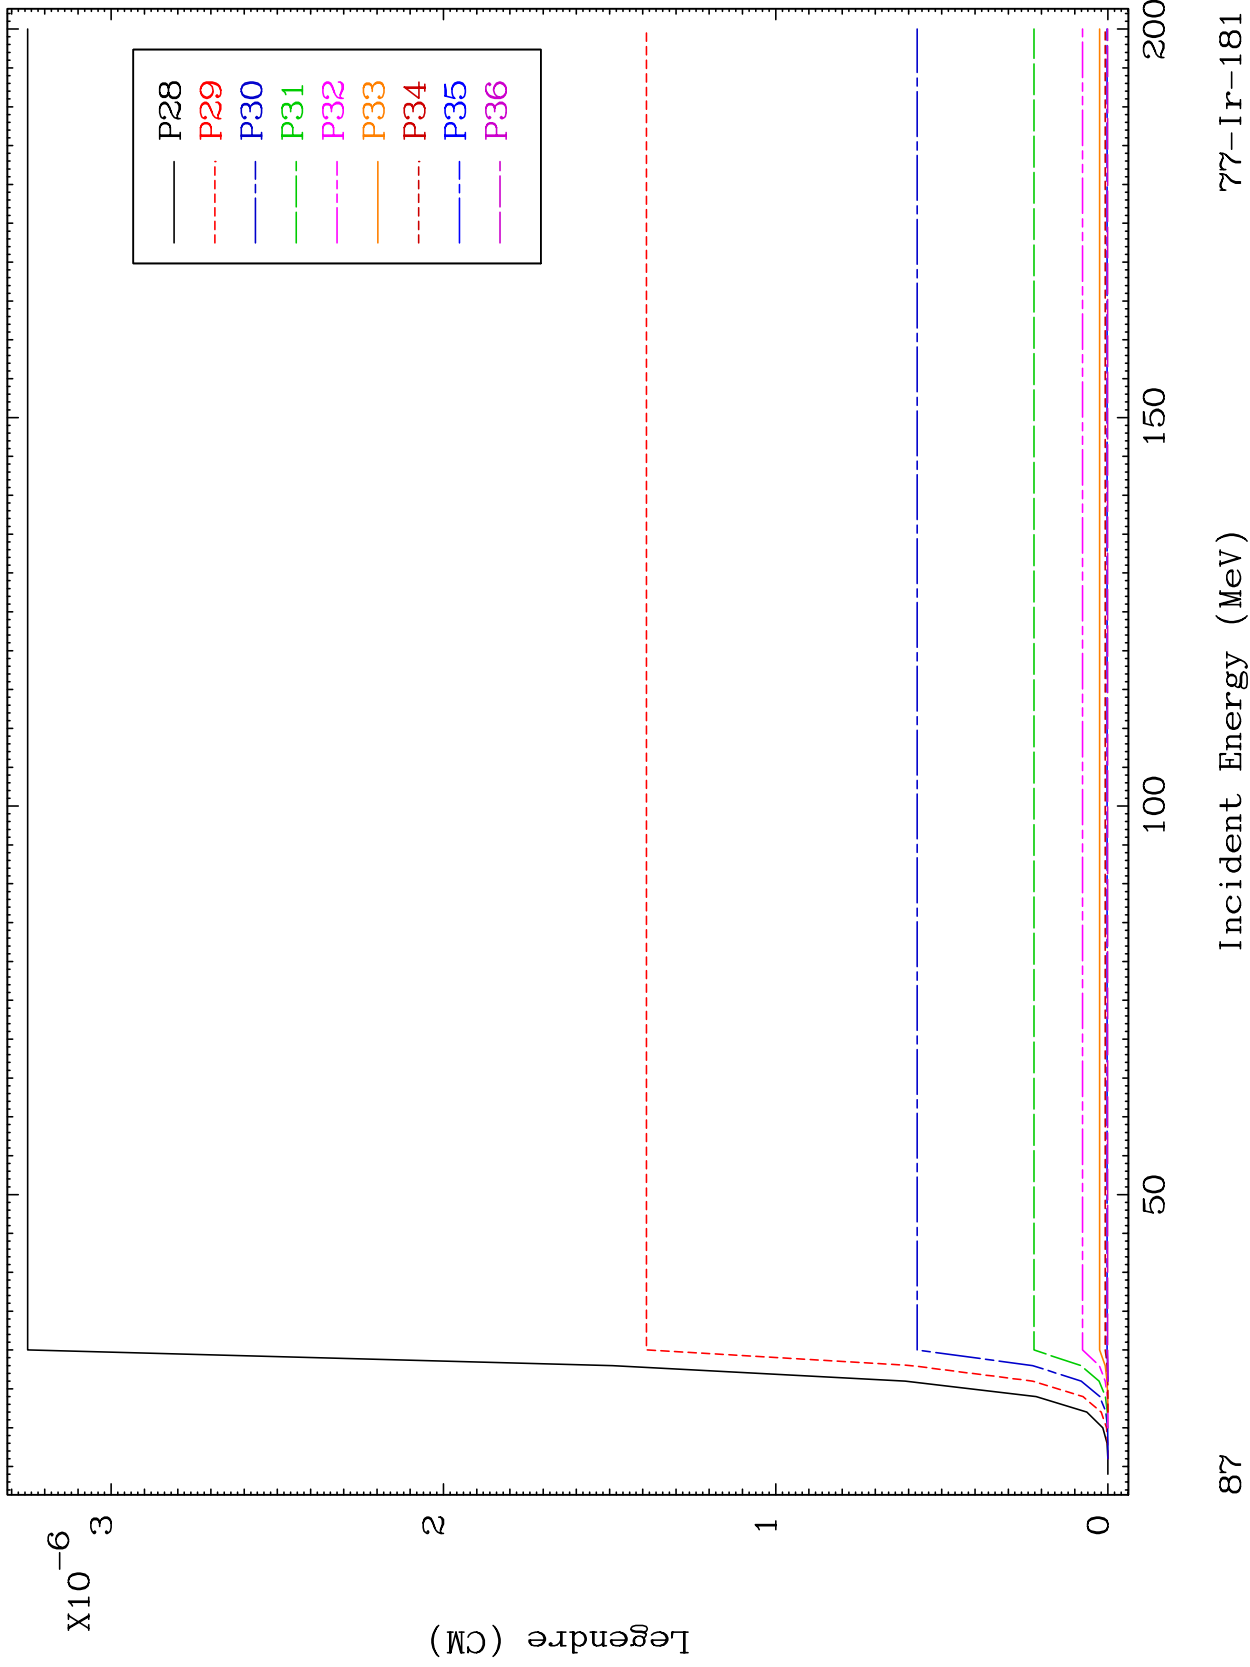 X10-6
3
2
1
0
Legendre (CM)
P28
P29
P30
P31
P32
P33
P34
P35
P36
50
100
150
200
87
Incident Energy (MeV)
77-Ir-181